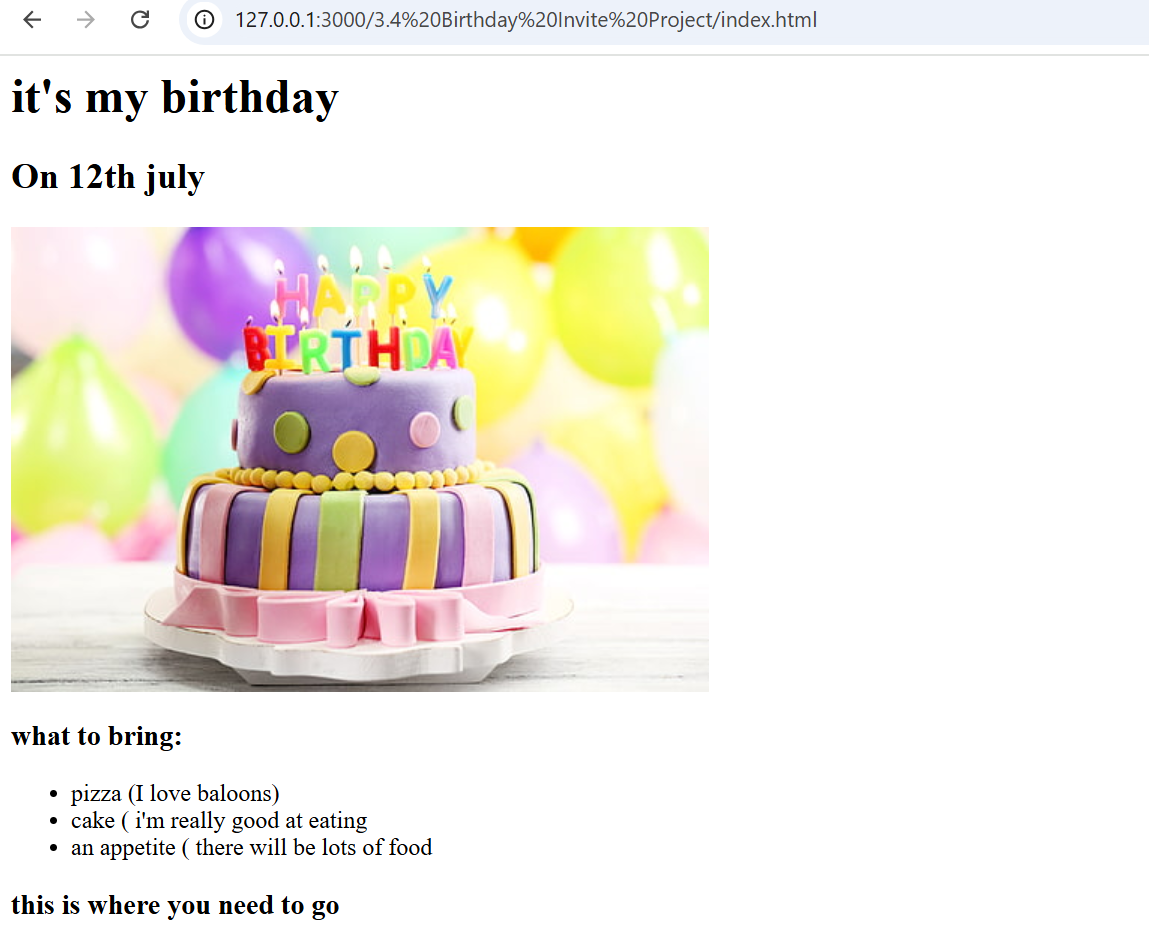 127.0.0.1:3000/3.4%20Birthday%20Invite%20Project/index.html
it's my birthday
On 12th july
HAPPY
BIRTHDAY
what to bring:
pizza (I love baloons)
cake ( i'm really good at eating
an appetite ( there will be lots of food
this is where you need to go